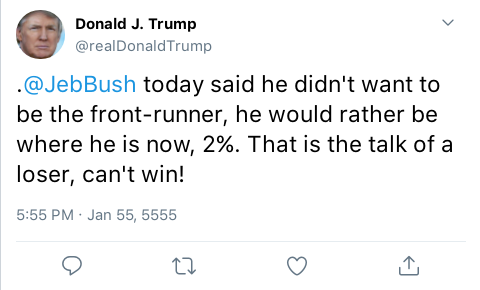 Donald J. Trump
@realDonaldTrump
.@JebBush today said he didn't want to
be the front-runner, he would rather be
where he is now, 2%. That is the talk of a
loser, can't win!
5:55 PM · Jan 55, 5555